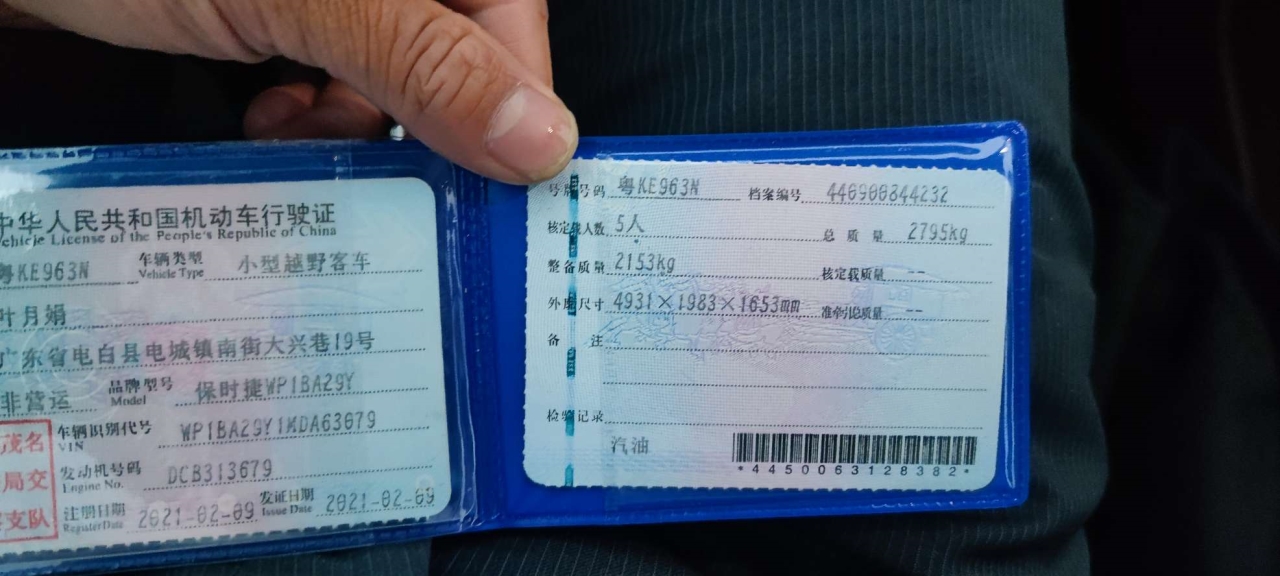 中华人民共和国机动车行驶证
Vehicle License of the People's Republic of China
粤KE963N 车辆类型 Vehicle Type 小型越野客车
叶月娟
广东省电白县电城镇南街大兴巷19号
非营运 品牌型号 Model 保时捷WP1BA29Y
车辆识别代号 VIN WP1BA29Y1MDA63679
发动机号码 Engine No. DCB313679
注册日期 Register Date 2021-02-09 发证日期 Issue Date 2021-02-09
茂名
局交
支队
号牌号码 粤KE963N 档案编号 440900844232
核定载人数 5人 总质量 2795kg
整备质量 2153kg 核定载质量 --
外廓尺寸 4931×1983×1653mm 准牵引总质量 --
备注
检验记录
汽油
*4450063128382*